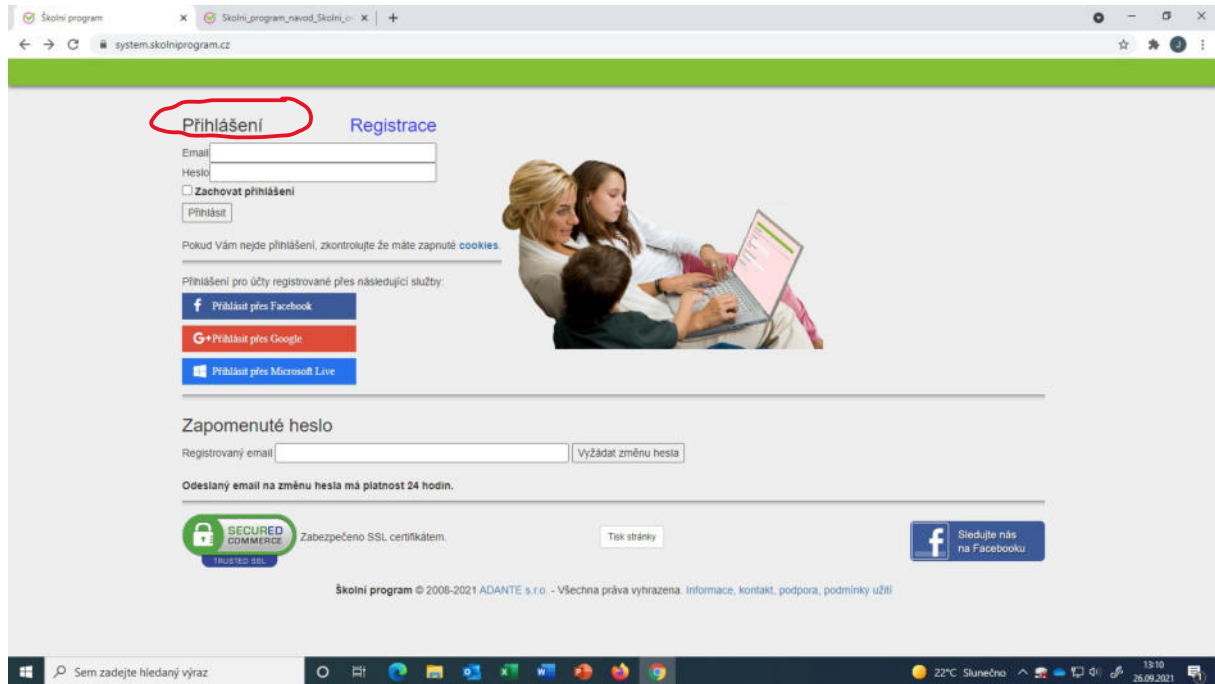 Školní program
Skolni_program_navod_Skolni_
system.skolniprogram.cz
J
Přihlášení Registrace
Email
Heslo
Zachovat přihlášení
Přihlásit
Pokud Vám nejde přihlášení, zkontrolujte že máte zapnuté cookies.
Přihlášení pro účty registrované přes následující služby:
f Přihlásit přes Facebook
G+ Přihlásit přes Google
Přihlásit přes Microsoft Live
Zapomenuté heslo
Registrovaný email Vyžádat změnu hesla
Odeslaný email na změnu hesla má platnost 24 hodin.
SECURED
COMMERCE
TRUSTED SSL
Zabezpečeno SSL certifikátem.
Tisk stránky
f Sledujte nás
na Facebooku
Školní program © 2008-2021 ADANTE s.r.o. - Všechna práva vyhrazena. Informace, kontakt, podpora, podmínky užití
Sem zadejte hledaný výraz
22°C Slunečno
13:10
26.09.2021